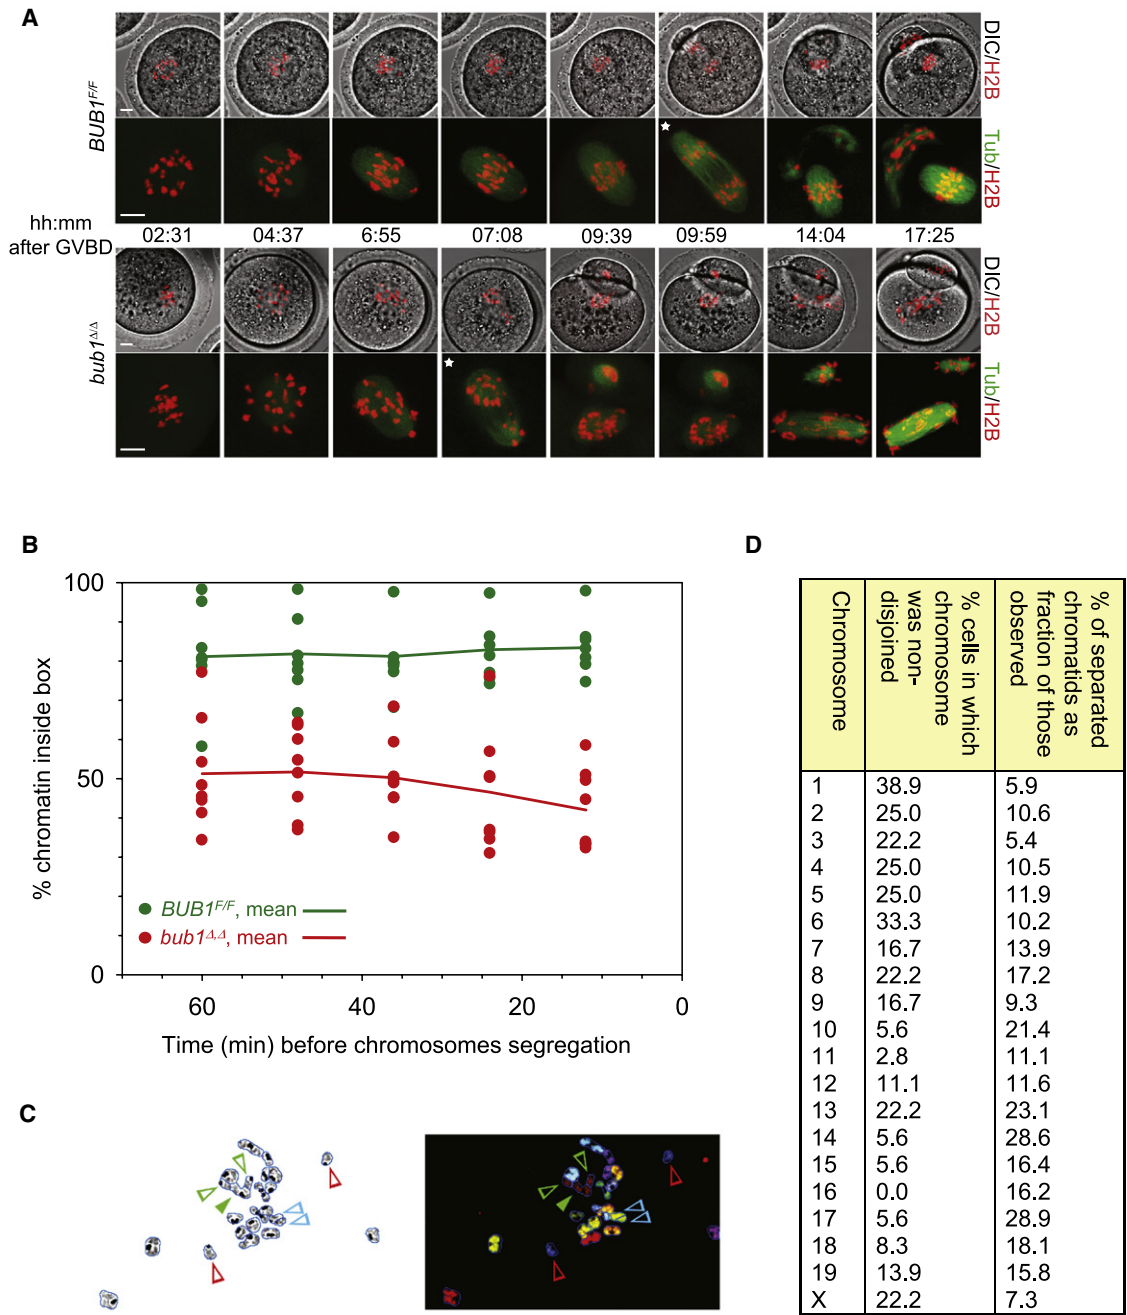 A
BUB1F/F
DIC/H2B
Tub/H2B
hh:mm
after GVBD
02:31 04:37 6:55 07:08 09:39 09:59 14:04 17:25
bub1Δ/Δ
DIC/H2B
Tub/H2B
B
% chromatin inside box
100
50
0
BUB1F/F, mean
bub1Δ,Δ, mean
60 40 20 0
Time (min) before chromosomes segregation
C
D
Chromosome
% cells in which
chromosome
was non-
disjoined
% of separated
chromatids as
fraction of those
observed
1 38.9 5.9
2 25.0 10.6
3 22.2 5.4
4 25.0 10.5
5 25.0 11.9
6 33.3 10.2
7 16.7 13.9
8 22.2 17.2
9 16.7 9.3
10 5.6 21.4
11 2.8 11.1
12 11.1 11.6
13 22.2 23.1
14 5.6 28.6
15 5.6 16.4
16 0.0 16.2
17 5.6 28.9
18 8.3 18.1
19 13.9 15.8
X 22.2 7.3